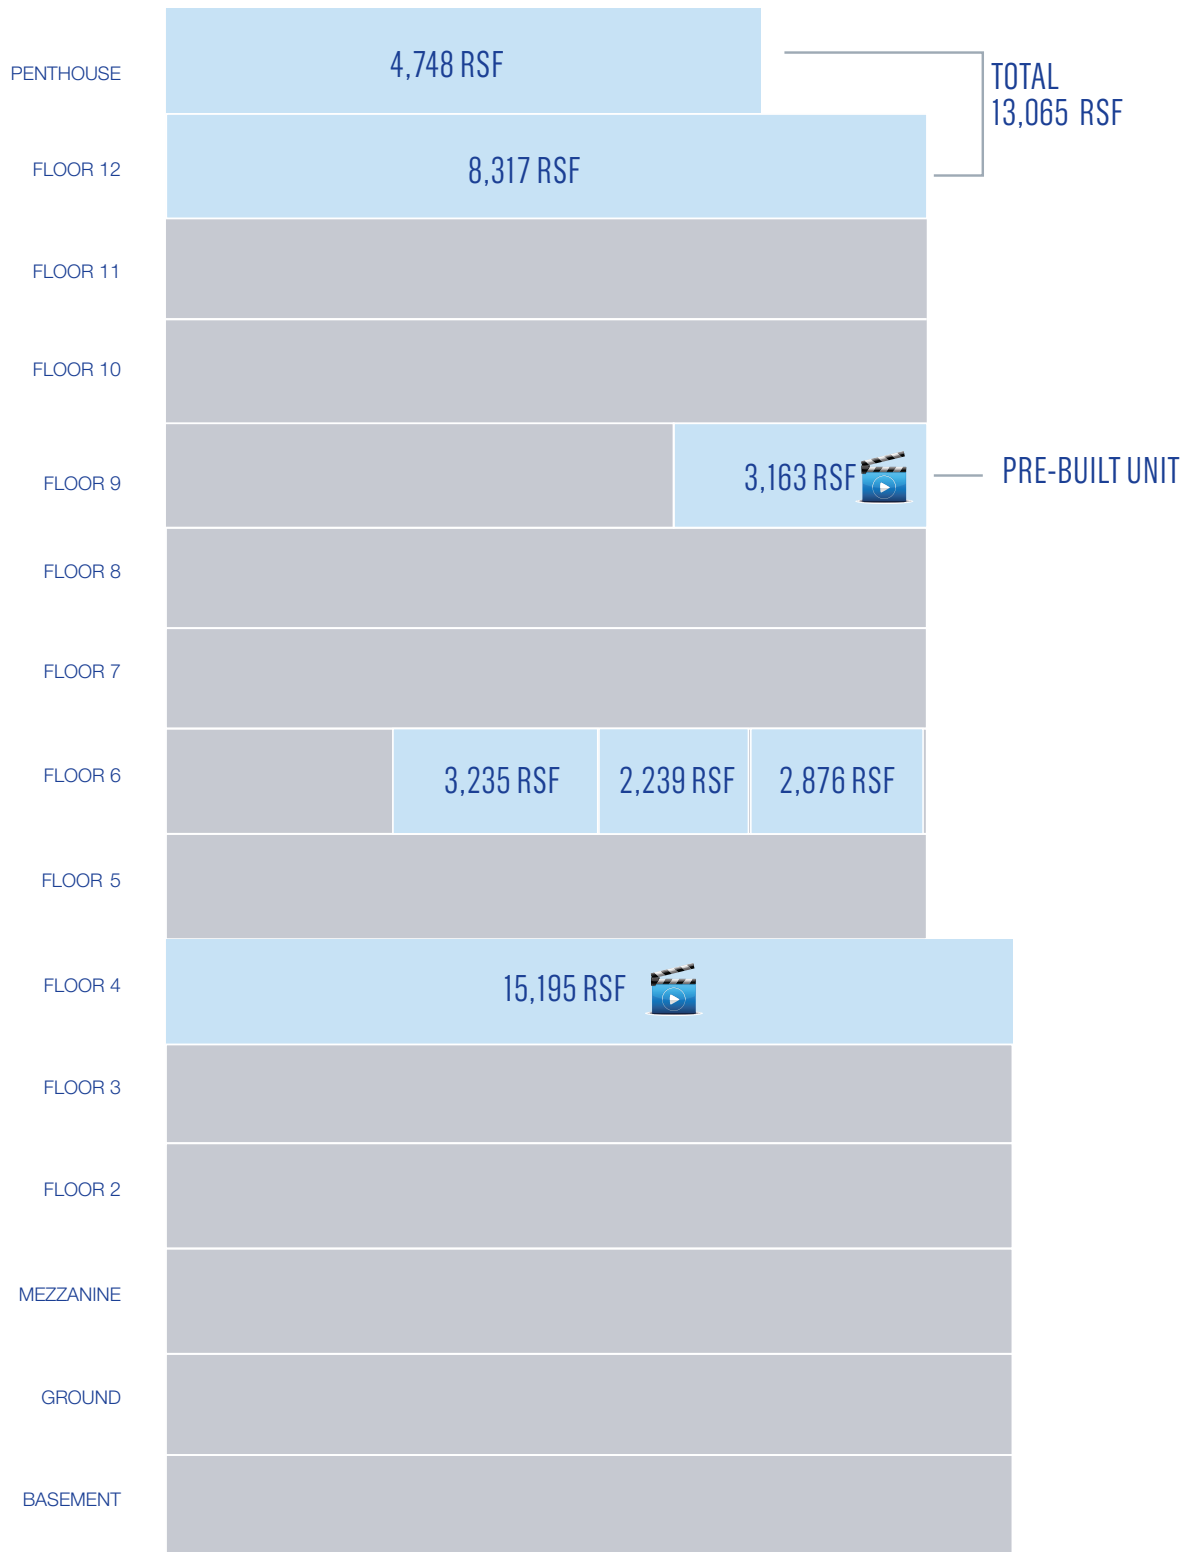 PENTHOUSE
4,748 RSF
TOTAL
13,065 RSF
FLOOR 12
8,317 RSF
FLOOR 11
FLOOR 10
FLOOR 9
3,163 RSF
PRE-BUILT UNIT
FLOOR 8
FLOOR 7
FLOOR 6
3,235 RSF
2,239 RSF
2,876 RSF
FLOOR 5
FLOOR 4
15,195 RSF
FLOOR 3
FLOOR 2
MEZZANINE
GROUND
BASEMENT